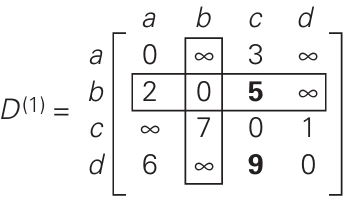 a b c d
a 0 ∞ 3 ∞
b 2 0 5 ∞
D(1) = c ∞ 7 0 1
d 6 ∞ 9 0